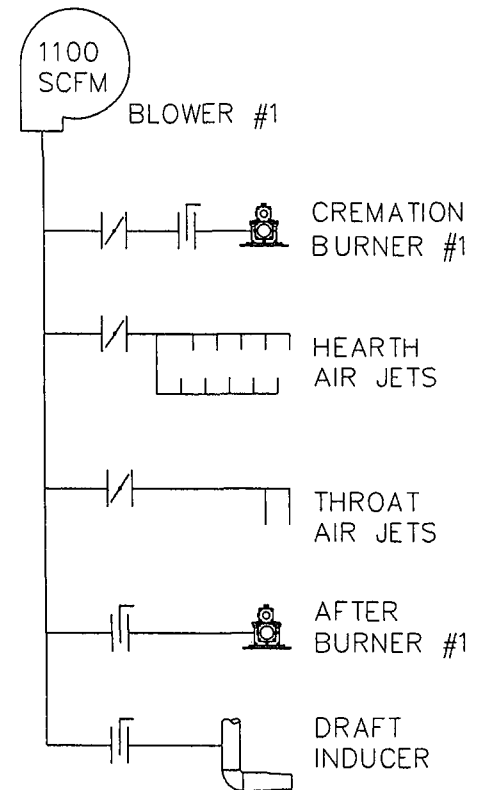 1100
SCFM
BLOWER #1
CREMATION
BURNER #1
HEARTH
AIR JETS
THROAT
AIR JETS
AFTER
BURNER #1
DRAFT
INDUCER